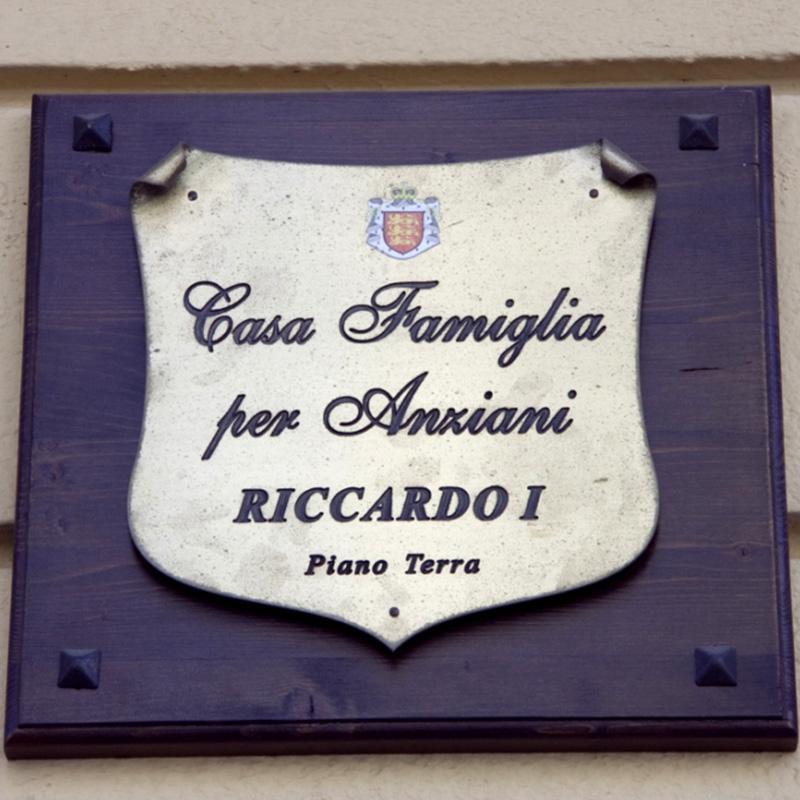 Casa Famiglia
per Anziani
RICCARDO I
Piano Terra